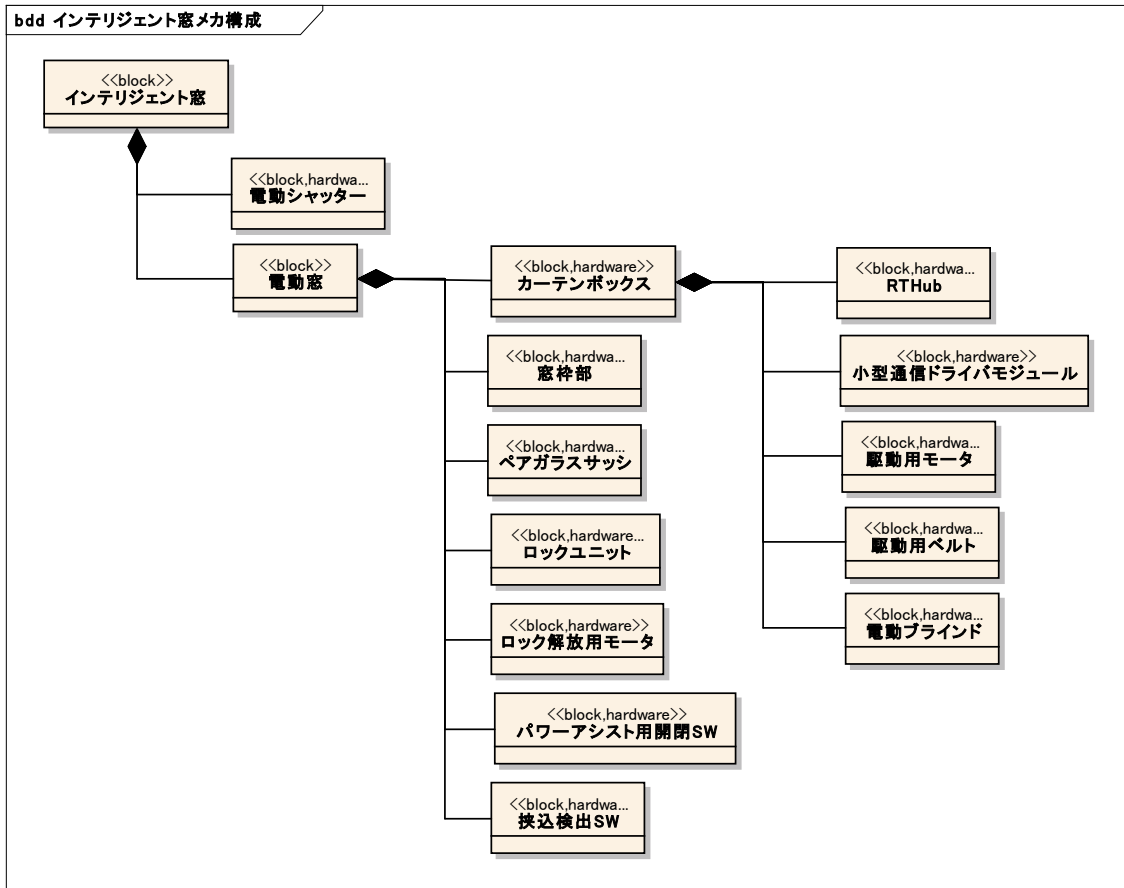 bdd インテリジェント窓メカ構成
<<block>>
インテリジェント窓
<<block,hardwa...
電動シャッター
<<block>>
電動窓
<<block,hardware>>
カーテンボックス
<<block,hardwa...
窓枠部
<<block,hardwa...
ペアガラスサッシ
<<block,hardware...
ロックユニット
<<block,hardware>>
ロック解放用モータ
<<block,hardware>>
パワーアシスト用開閉SW
<<block,hardwa...
挟込検出SW
<<block,hardwa...
RTHub
<<block,hardware>>
小型通信ドライバモジュール
<<block,hardwa...
駆動用モータ
<<block,hardwa...
駆動用ベルト
<<block,hardwa...
電動ブラインド